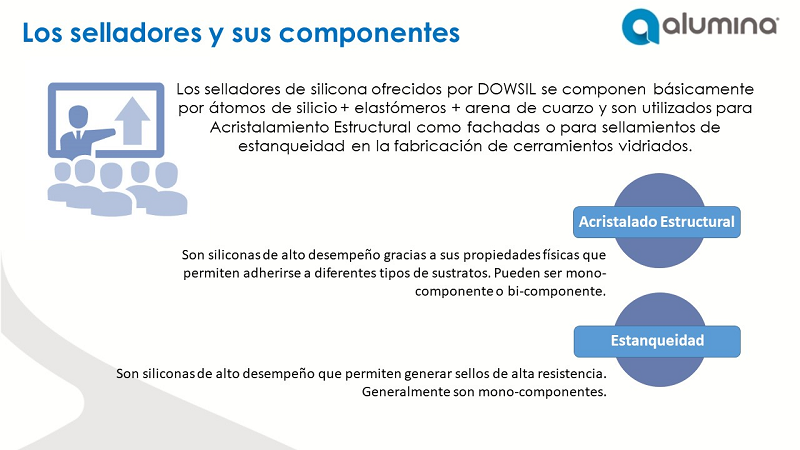 Los selladores y sus componentes
alumina
Los selladores de silicona ofrecidos por DOWSIL se componen básicamente
por átomos de silicio + elastómeros + arena de cuarzo y son utilizados para
Acristalamiento Estructural como fachadas o para sellamientos de
estanqueidad en la fabricación de cerramientos vidriados.
Acristalado Estructural
Son siliconas de alto desempeño gracias a sus propiedades físicas que
permiten adherirse a diferentes tipos de sustratos. Pueden ser mono-
componente o bi-componente.
Estanqueidad
Son siliconas de alto desempeño que permiten generar sellos de alta resistencia.
Generalmente son mono-componentes.